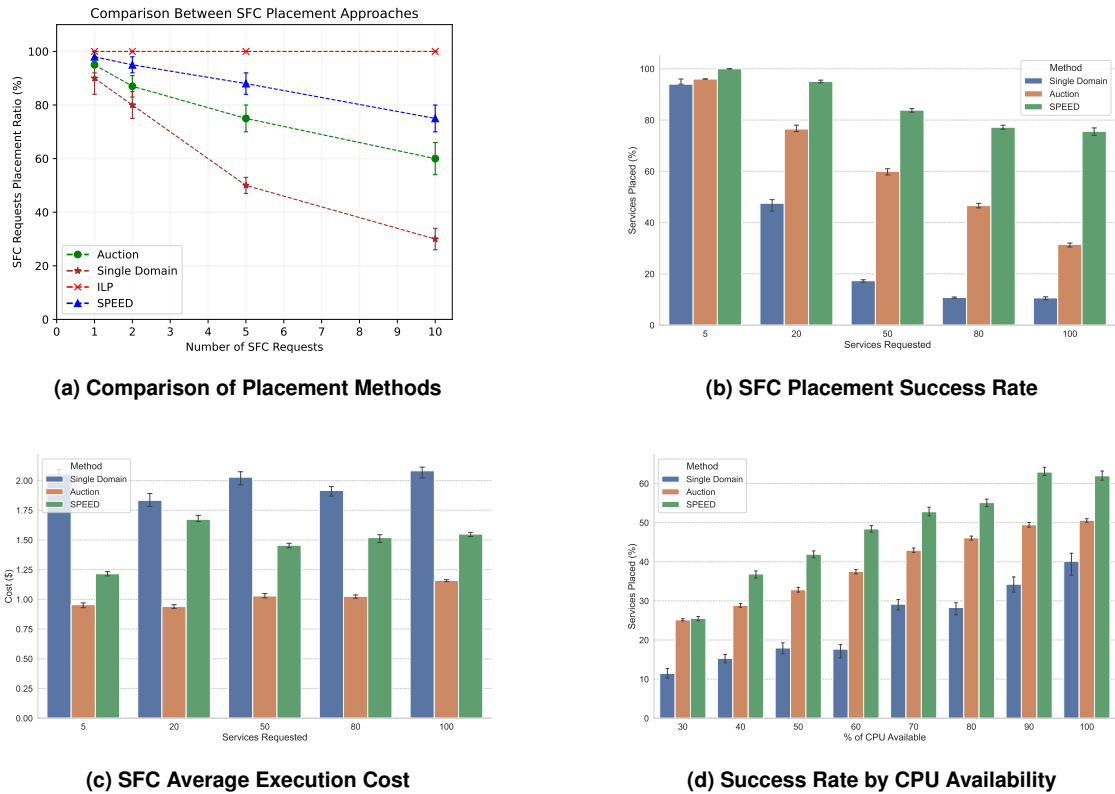 Comparison Between SFC Placement Approaches
SFC Requests Placement Ratio (%)
100
80
60
40
20
0
Auction
Single Domain
ILP
SPEED
0 1 2 3 4 5 6 7 8 9 10
Number of SFC Requests
(a) Comparison of Placement Methods
Services Placed (%)
100
80
60
40
20
0
Method
Single Domain
Auction
SPEED
5 20 50 80 100
Services Requested
(b) SFC Placement Success Rate
Cost ($)
2.00
1.75
1.50
1.25
1.00
0.75
0.50
0.25
0.00
Method
Single Domain
Auction
SPEED
5 20 50 80 100
Services Requested
(c) SFC Average Execution Cost
Services Placed (%)
60
50
40
30
20
10
0
Method
Single Domain
Auction
SPEED
30 40 50 60 70 80 90 100
% of CPU Available
(d) Success Rate by CPU Availability